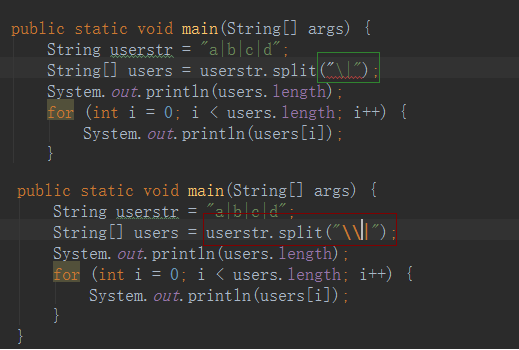 public static void main(String[] args) {
String userstr = "a|b|c|d";
String[] users = userstr.split("\|");
System.out.println(users.length);
for (int i = 0; i < users.length; i++) {
System.out.println(users[i]);
}
public static void main(String[] args) {
String userstr = "a|b|c|d";
String[] users = userstr.split("\\|");
System.out.println(users.length);
for (int i = 0; i < users.length; i++) {
System.out.println(users[i]);
}
}